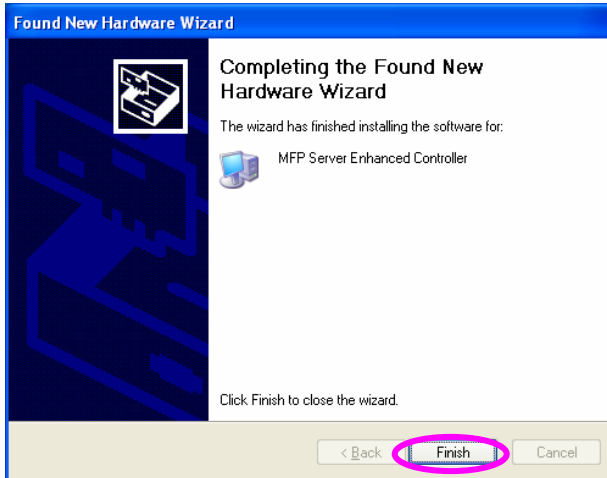 Found New Hardware Wizard
Completing the Found New
Hardware Wizard
The wizard has finished installing the software for:
MFP Server Enhanced Controller
Click Finish to close the wizard.
< Back Finish Cancel